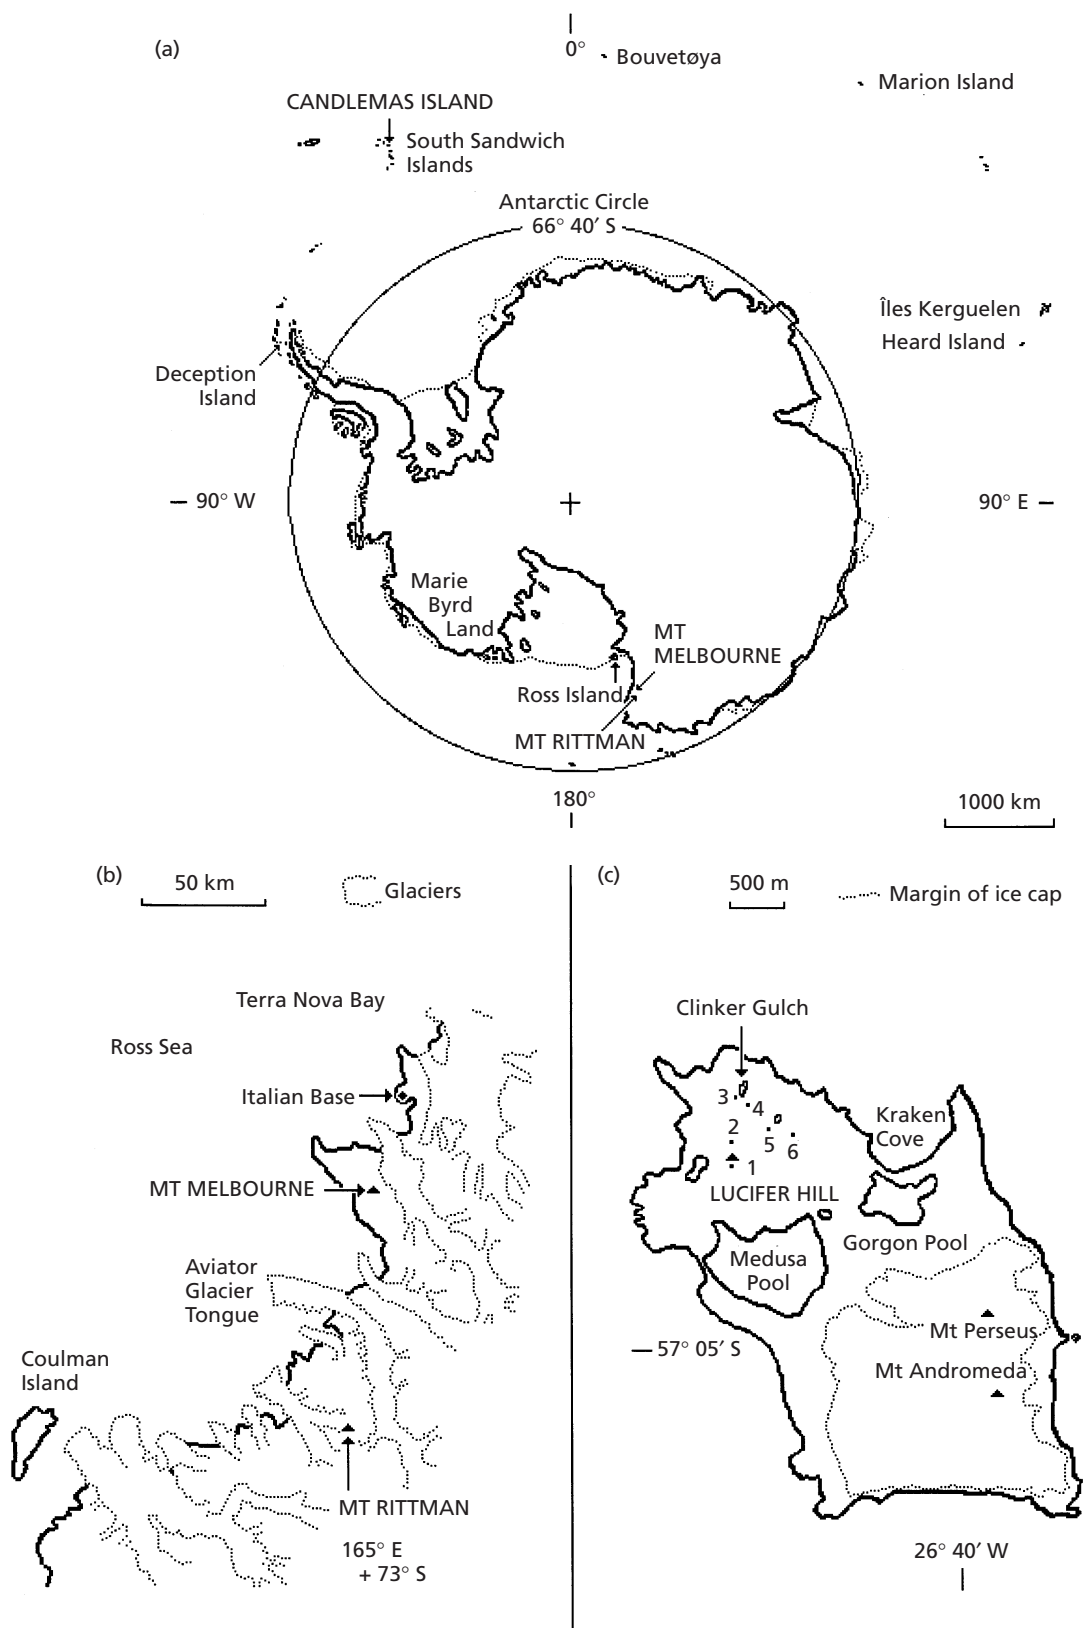 (a)
0°
Bouvetøya
Marion Island
CANDLEMAS ISLAND
South Sandwich
Islands
Antarctic Circle
66° 40′ S
Îles Kerguelen
Heard Island
Deception
Island
90° W
90° E
Marie
Byrd
Land
MT
MELBOURNE
Ross Island
MT RITTMAN
180°
1000 km
(b)
50 km
Glaciers
Terra Nova Bay
Ross Sea
Italian Base
MT MELBOURNE
Aviator
Glacier
Tongue
Coulman
Island
MT RITTMAN
165° E
+ 73° S
(c)
500 m
Margin of ice cap
Clinker Gulch
3
4
2
5
6
1
Kraken
Cove
LUCIFER HILL
Gorgon Pool
Medusa
Pool
57° 05′ S
Mt Perseus
Mt Andromeda
26° 40′ W